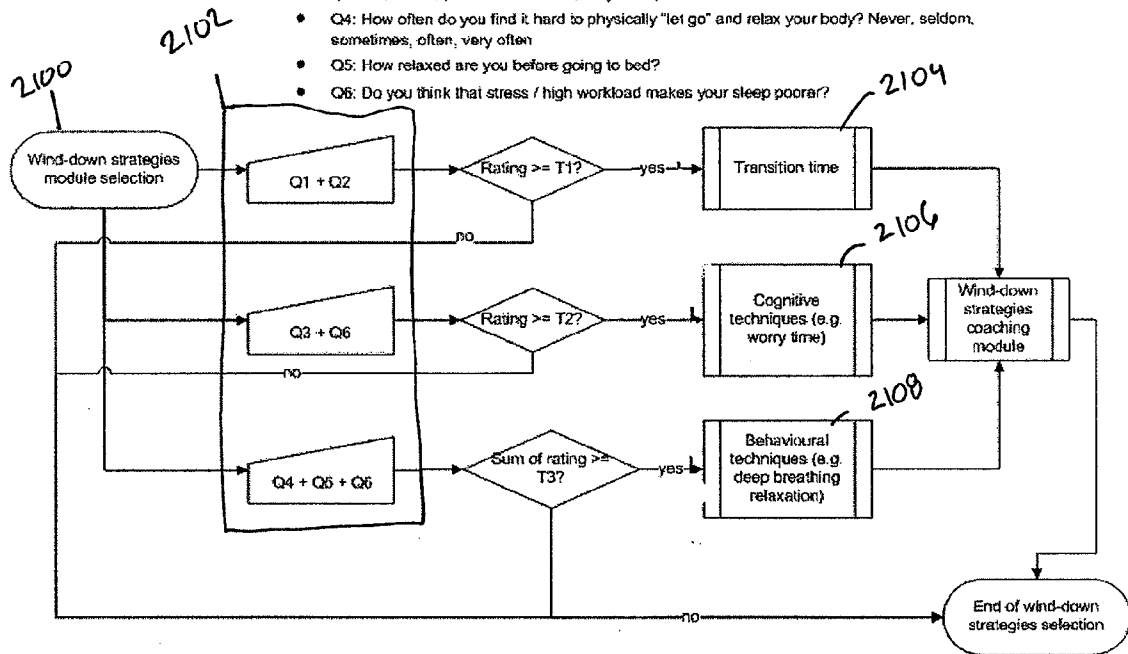 Q4: How often do you find it hard to physically "let go" and relax your body? Never, seldom,
sometimes, often, very often
Q5: How relaxed are you before going to bed?
Q6: Do you think that stress / high workload makes your sleep poorer?
2102
2100
2104
Wind-down strategies
module selection
Q1 + Q2
Rating >= T1?
yes
Transition time
no
2106
Q3 + Q6
Rating >= T2?
yes
Cognitive
techniques (e.g.
worry time)
Wind-down
strategies
coaching
module
no
2108
Q4 + Q5 + Q6
Sum of rating >=
T3?
yes
Behavioural
techniques (e.g.
deep breathing
relaxation)
no
End of wind-down
strategies selection